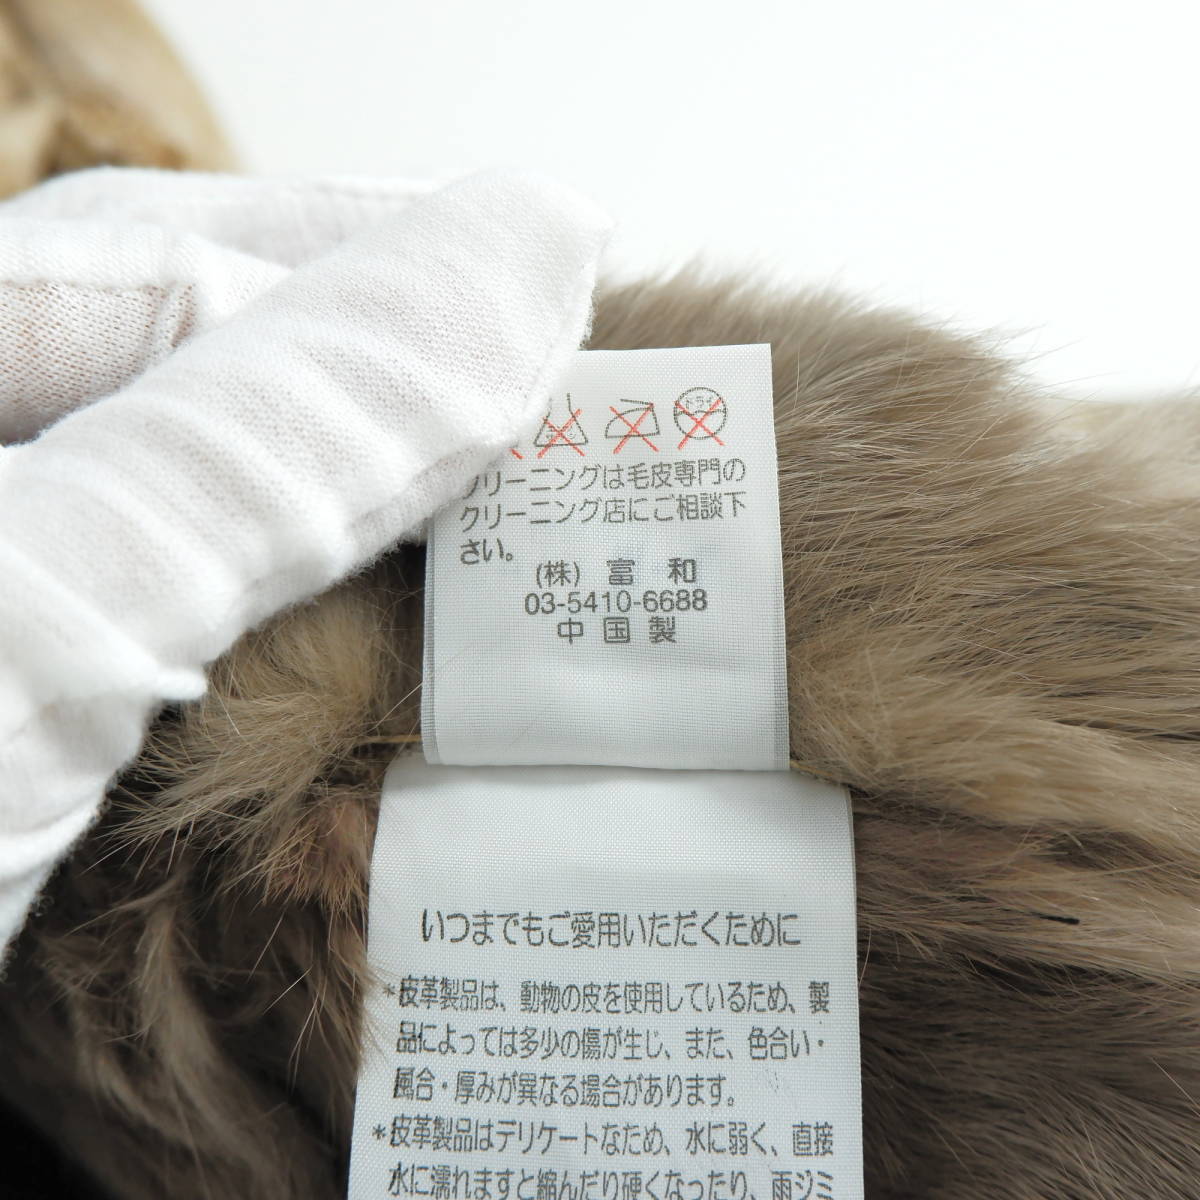 ドライ
クリーニングは毛皮専門の
クリーニング店にご相談下
さい。
(株) 富 和
03-5410-6688
中 国 製
いつまでもご愛用いただくために
*皮革製品は、動物の皮を使用しているため、製
品によっては多少の傷が生じ、また、色合い・
風合・厚みが異なる場合があります。
*皮革製品はデリケートなため、水に弱く、直接
水に濡れますと縮んだり硬くなったり、雨ジミ